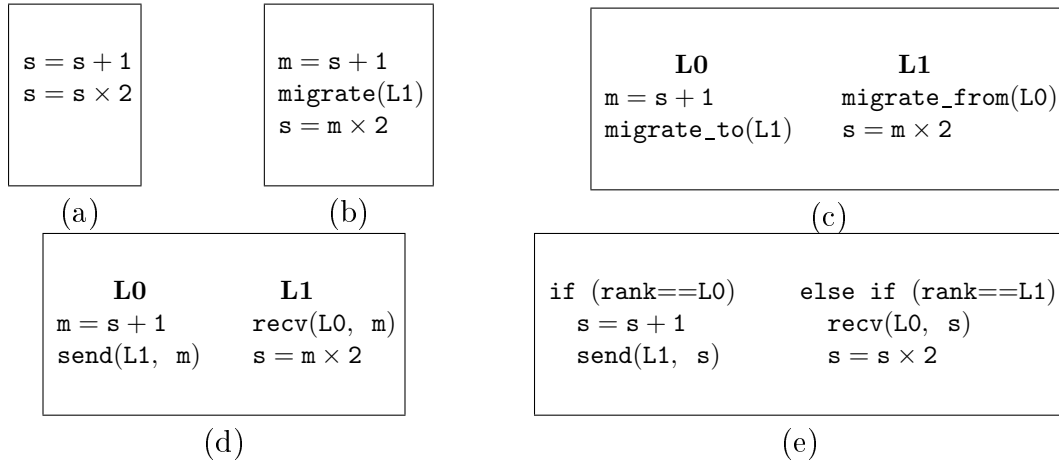 s = s + 1
s = s × 2
(a)
m = s + 1
migrate(L1)
s = m × 2
(b)
L0 L1
m = s + 1 migrate_from(L0)
migrate_to(L1) s = m × 2
(c)
L0 L1
m = s + 1 recv(L0, m)
send(L1, m) s = m × 2
(d)
if (rank==L0) else if (rank==L1)
s = s + 1 recv(L0, s)
send(L1, s) s = s × 2
(e)